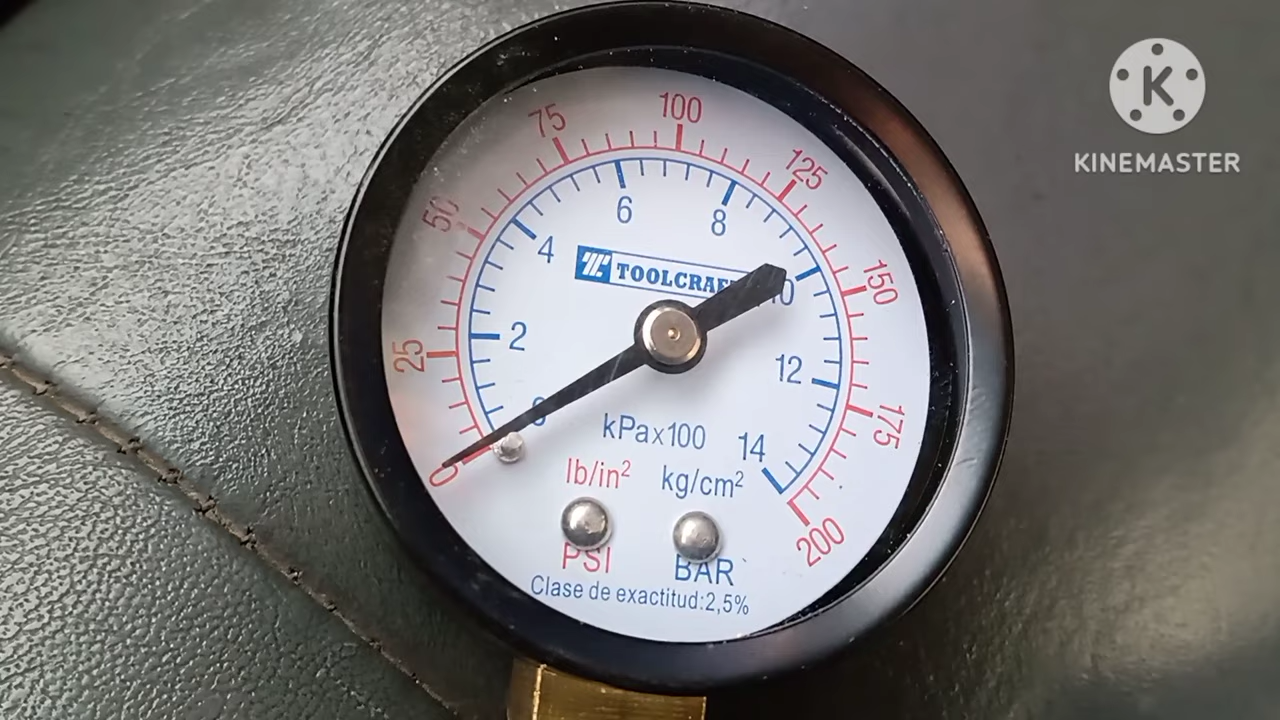 KINEMASTER
100
75
125
50
6
8
4
TOOLCRAF
10
150
25
2
12
0
kPax100
14
175
lb/in²
kg/cm²
0
200
PSI
BAR
Clase de exactitud:2,5%